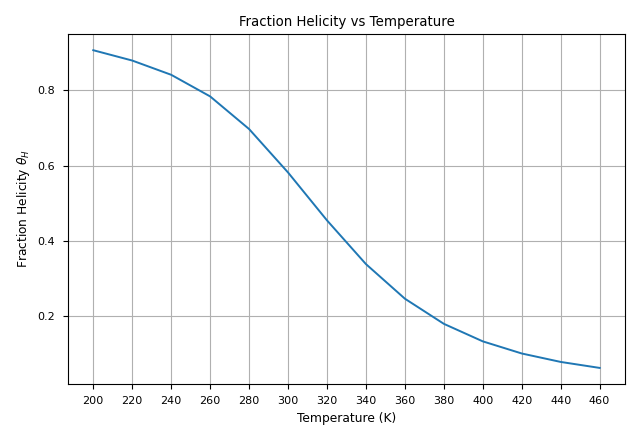 Fraction Helicity vs Temperature
Fraction Helicity θ_H
0.8
0.6
0.4
0.2
200 220 240 260 280 300 320 340 360 380 400 420 440 460
Temperature (K)